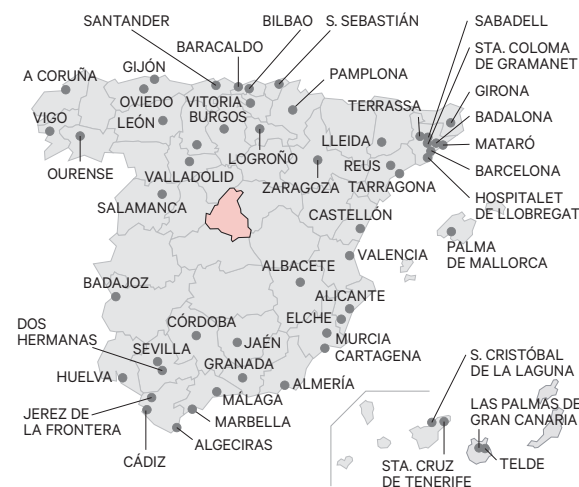 SANTANDER
BILBAO
S. SEBASTIÁN
SABADELL
BARACALDO
STA. COLOMA
DE GRAMANET
GIJÓN
PAMPLONA
A CORUÑA
GIRONA
OVIEDO
VITORIA
TERRASSA
BADALONA
VIGO
LEÓN
BURGOS
LLEIDA
MATARÓ
LOGROÑO
BARCELONA
OURENSE
VALLADOLID
ZARAGOZA
REUS
TARRAGONA
HOSPITALET
DE LLOBREGAT
SALAMANCA
CASTELLÓN
PALMA
DE MALLORCA
VALENCIA
ALBACETE
BADAJOZ
ALICANTE
DOS
HERMANAS
CÓRDOBA
ELCHE
JAÉN
MURCIA
SEVILLA
CARTAGENA
GRANADA
S. CRISTÓBAL
DE LA LAGUNA
HUELVA
ALMERÍA
MÁLAGA
LAS PALMAS DE
GRAN CANARIA
JEREZ DE
LA FRONTERA
MARBELLA
ALGECIRAS
CÁDIZ
STA. CRUZ
DE TENERIFE
TELDE